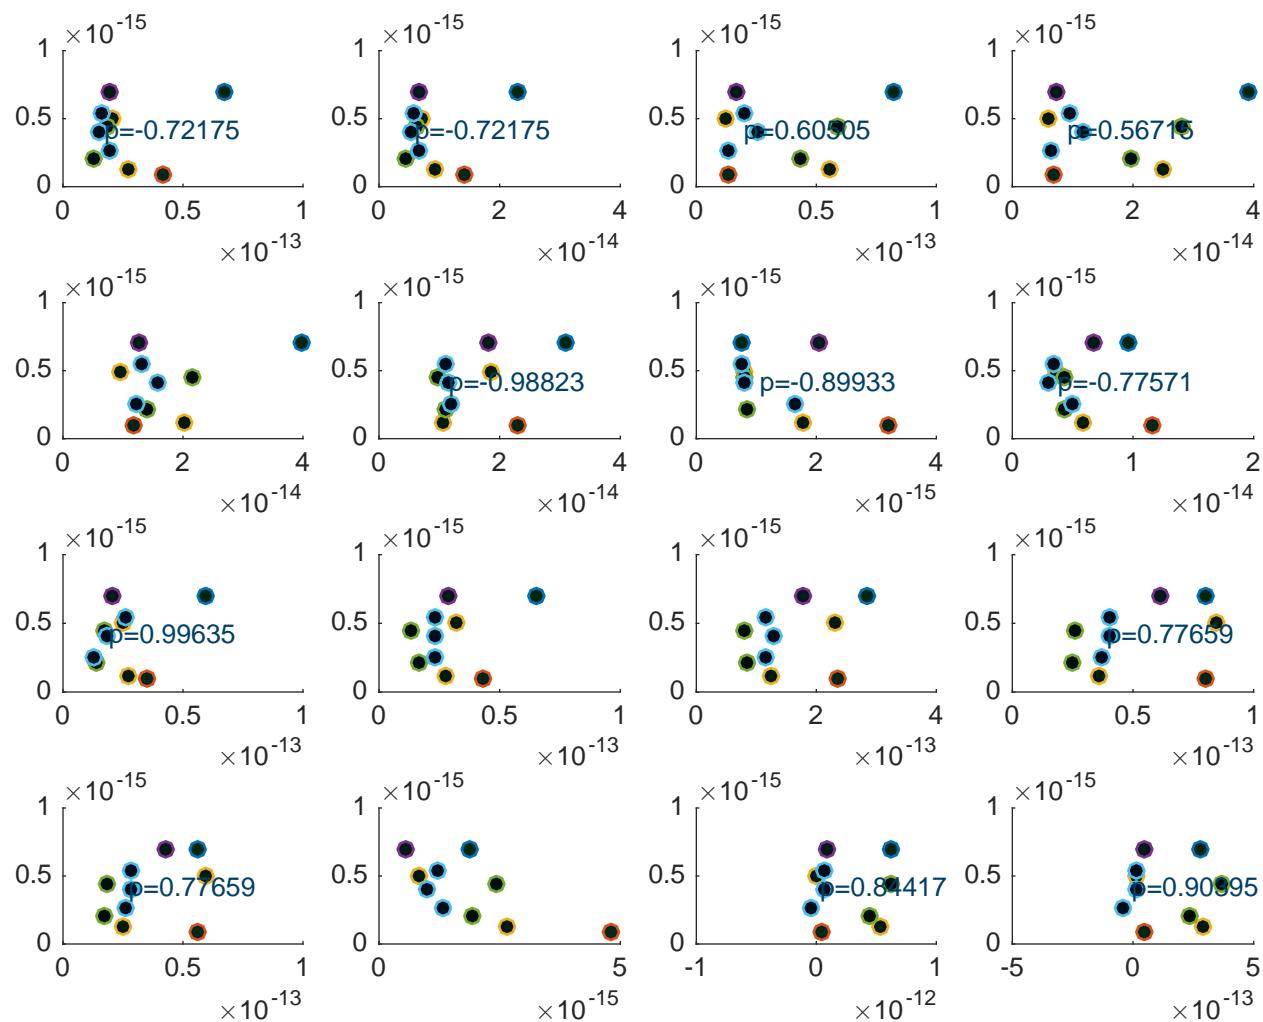 ×10^-15 ×10^-15 ×10^-15 ×10^-15
1 1 1 1
0.5 p=-0.72175 0.5 p=-0.72175 0.5 p=0.60505 0.5 p=0.56715
0 0 0 0
0 0.5 1 0 2 4 0 0.5 1 0 2 4
×10^-13 ×10^-14 ×10^-13 ×10^-14
×10^-15 ×10^-15 ×10^-15 ×10^-15
1 1 1 1
0.5 0.5 p=-0.98823 0.5 p=-0.89933 0.5 p=-0.77571
0 0 0 0
0 2 4 0 2 4 0 2 4 0 1 2
×10^-14 ×10^-14 ×10^-15 ×10^-14
×10^-15 ×10^-15 ×10^-15 ×10^-15
1 1 1 1
0.5 p=0.99635 0.5 0.5 0.5 p=0.77659
0 0 0 0
0 0.5 1 0 0.5 1 0 2 4 0 0.5 1
×10^-13 ×10^-13 ×10^-13 ×10^-13
×10^-15 ×10^-15 ×10^-15 ×10^-15
1 1 1 1
0.5 p=0.77659 0.5 0.5 p=0.84417 0.5 p=0.90395
0 0 0 0
0 0.5 1 0 5 -1 0 1 -5 0 5
×10^-13 ×10^-15 ×10^-12 ×10^-13